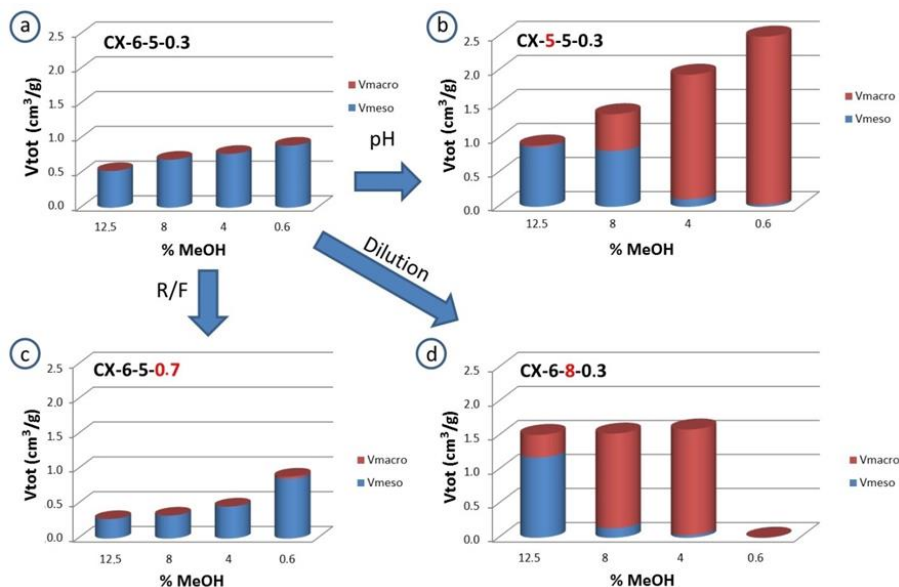 a
CX-6-5-0.3
Vtot (cm³/g)
2.5
2.0
1.5
1.0
0.5
0.0
12.5 8 4 0.6
% MeOH
Vmacro
Vmeso
pH
b
CX-5-5-0.3
Vtot (cm³/g)
2.5
2.0
1.5
1.0
0.5
0.0
12.5 8 4 0.6
% MeOH
Vmacro
Vmeso
R/F
Dilution
c
CX-6-5-0.7
Vtot (cm³/g)
2.5
2.0
1.5
1.0
0.5
0.0
12.5 8 4 0.6
% MeOH
Vmacro
Vmeso
d
CX-6-8-0.3
Vtot (cm³/g)
2.5
2.0
1.5
1.0
0.5
0.0
12.5 8 4 0.6
% MeOH
Vmacro
Vmeso